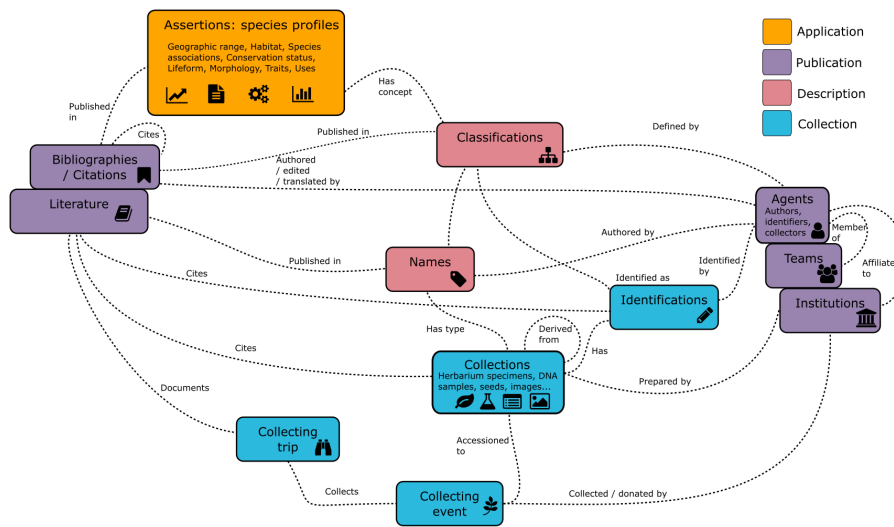 Assertions: species profiles
Geographic range, Habitat, Species
associations, Conservation status,
Lifeform, Morphology, Traits, Uses
Application
Publication
Description
Collection
Has
concept
Published
in
Cites
Published in
Classifications
Defined by
Bibliographies
/ Citations
Authored
/ edited
/ translated by
Literature
Agents
Authors,
identifiers,
collectors
Member
of
Authored by
Teams
Affiliate
to
Published in
Names
Identified
by
Cites
Identified as
Identifications
Institutions
Has type
Derived
from
Has
Cites
Collections
Herbarium specimens, DNA
samples, seeds, images...
Prepared by
Documents
Collecting
trip
Accessioned
to
Collects
Collecting
event
Collected / donated by